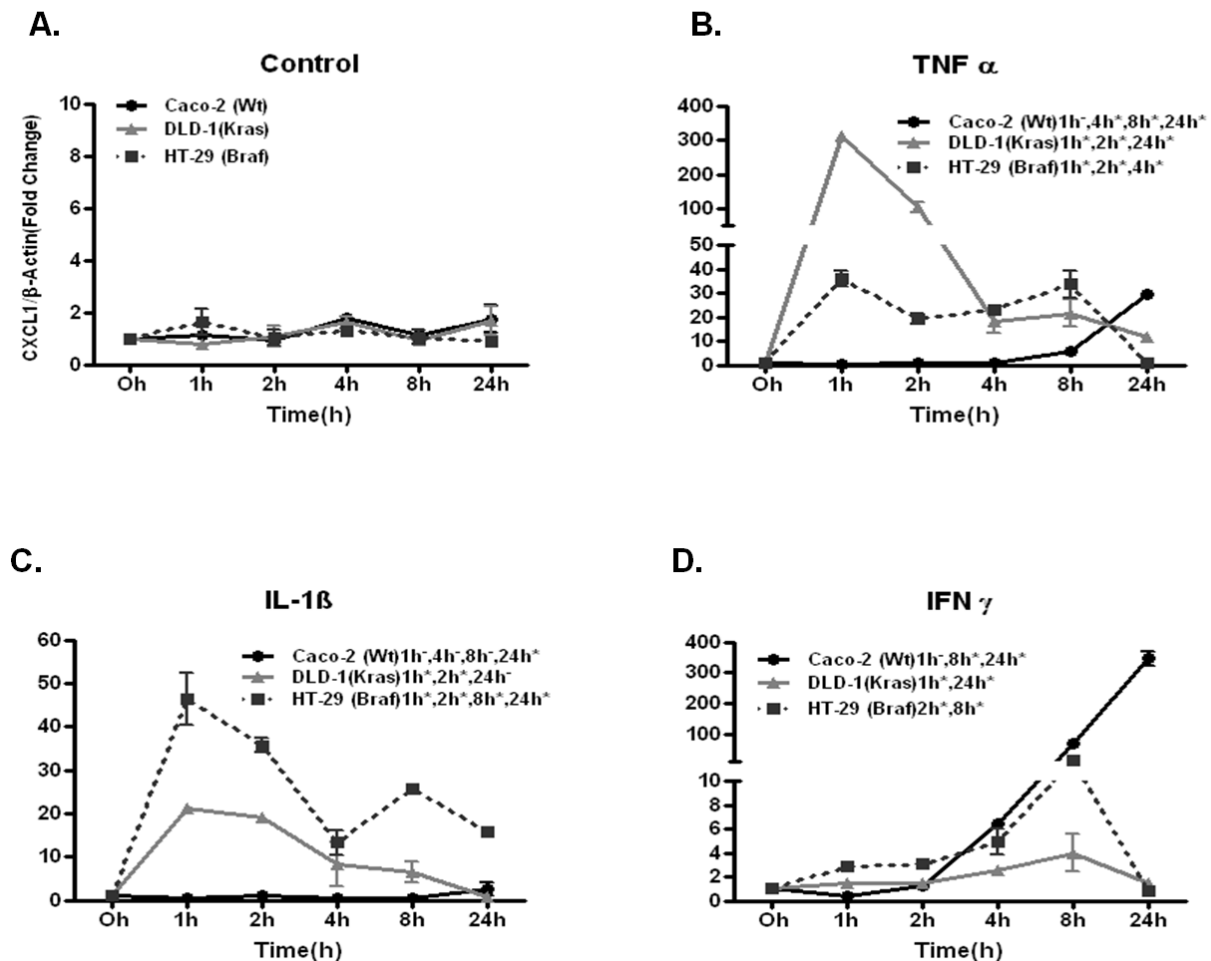 A.
Control
CXCL1/β-Actin(Fold Change)
10
8
6
4
2
0
Caco-2 (Wt)
DLD-1(Kras)
HT-29 (Braf)
Oh 1h 2h 4h 8h 24h
Time(h)
B.
TNF α
400
300
200
100
50
40
30
20
10
0
Caco-2 (Wt)1h⁻,4h*,8h*,24h*
DLD-1(Kras)1h*,2h*,24h*
HT-29 (Braf)1h*,2h*,4h*
Oh 1h 2h 4h 8h 24h
Time(h)
C.
IL-1ß
60
50
40
30
20
10
0
Caco-2 (Wt)1h⁻,4h⁻,8h⁻,24h*
DLD-1(Kras)1h*,2h*,24h⁻
HT-29 (Braf)1h*,2h*,8h*,24h*
Oh 1h 2h 4h 8h 24h
Time(h)
D.
IFN γ
400
300
200
100
10
8
6
4
2
0
Caco-2 (Wt)1h⁻,8h*,24h*
DLD-1(Kras)1h*,24h*
HT-29 (Braf)2h*,8h*
Oh 1h 2h 4h 8h 24h
Time(h)